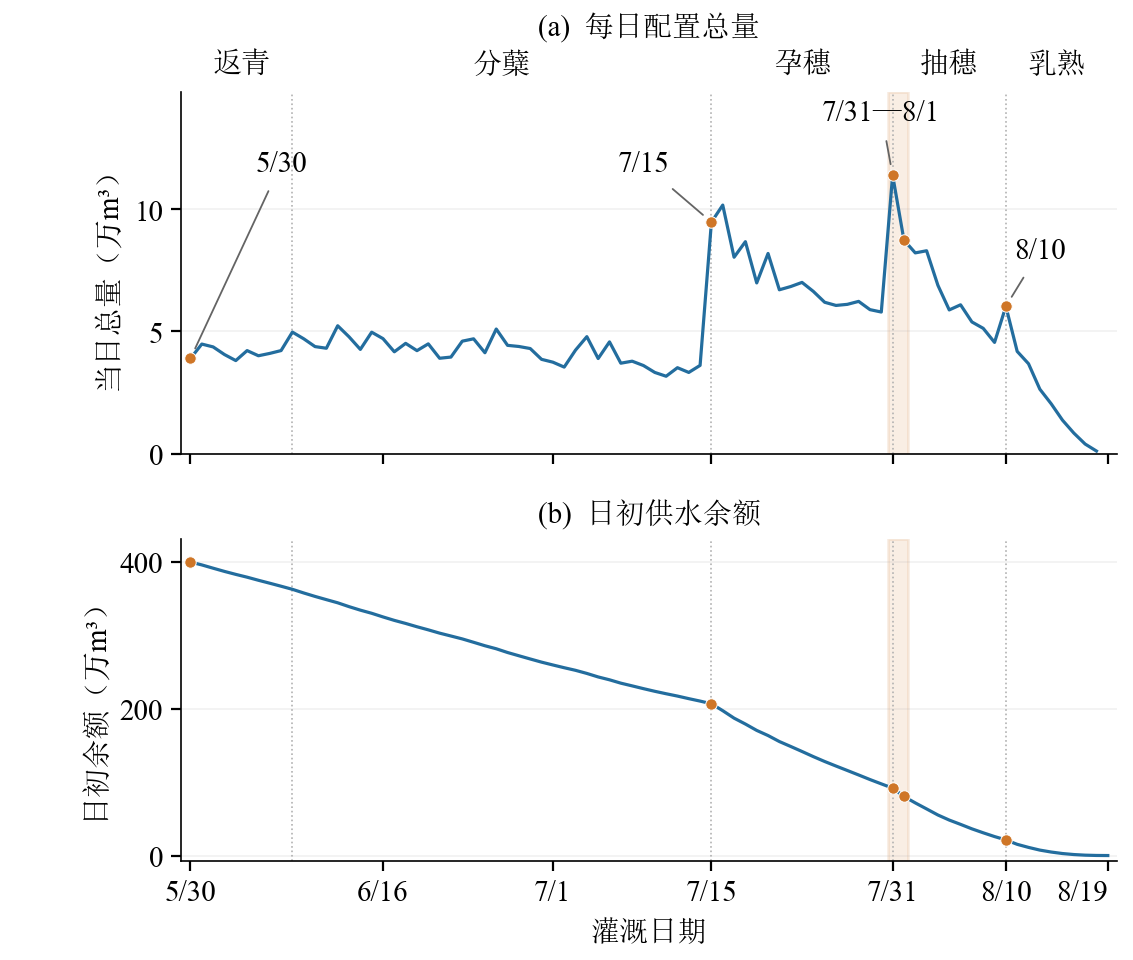 (a) 每日配置总量
返青 分蘖 孕穗 抽穗 乳熟
7/31—8/1
5/30 7/15
8/10
10
5
0
当日总量（万m³）
(b) 日初供水余额
400
200
0
日初余额（万m³）
5/30 6/16 7/1 7/15 7/31 8/10 8/19
灌溉日期